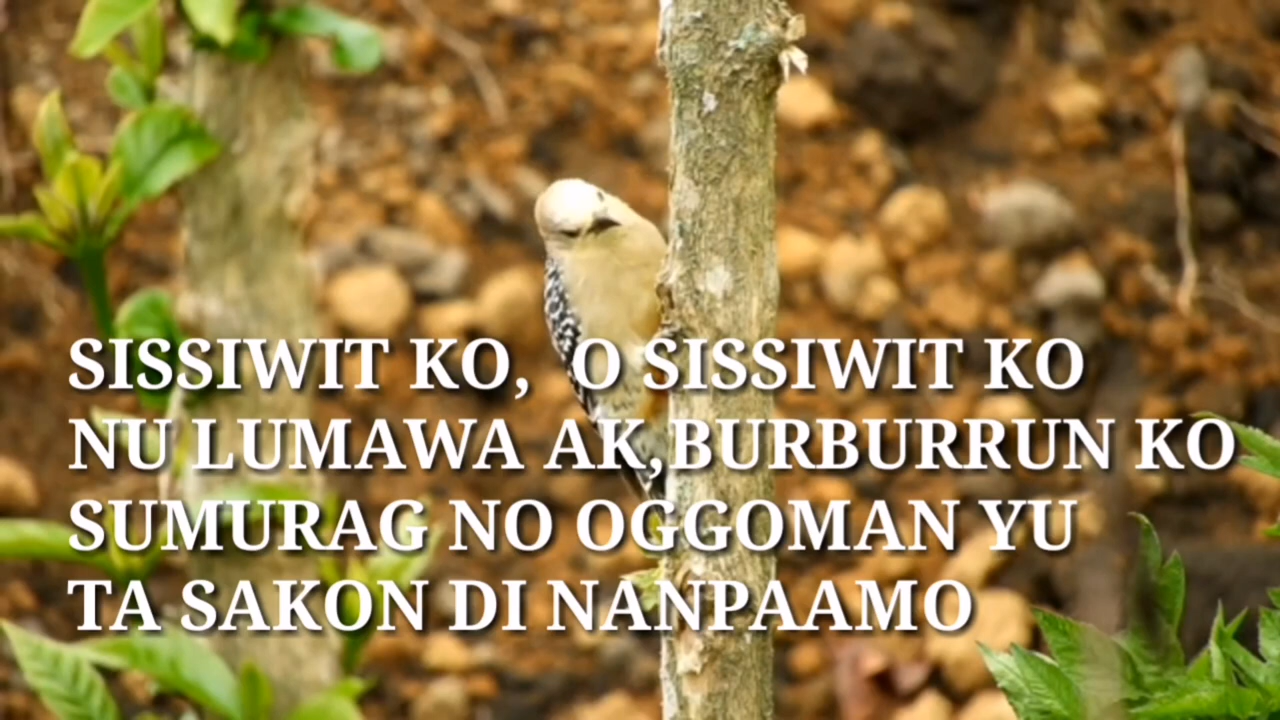 SISSIWIT KO, O SISSIWIT KO
NU LUMAWA AK,BURBURRUN KO
SUMURAG NO OGGOMAN YU
TA SAKON DI NANPAAMO